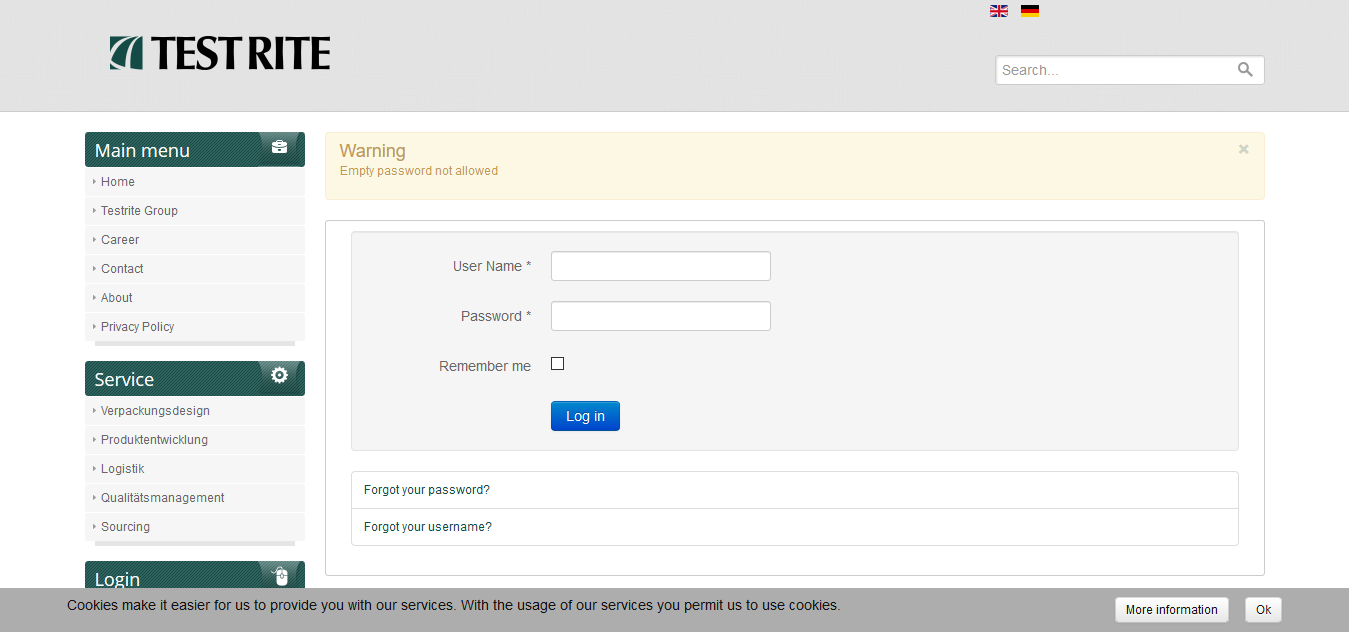 TEST RITE
Search...
Main menu
Home
Testrite Group
Career
Contact
About
Privacy Policy
Service
Verpackungsdesign
Produktentwicklung
Logistik
Qualitätsmanagement
Sourcing
Login
Warning
Empty password not allowed
User Name *
Password *
Remember me
Log in
Forgot your password?
Forgot your username?
Cookies make it easier for us to provide you with our services. With the usage of our services you permit us to use cookies.
More information
Ok